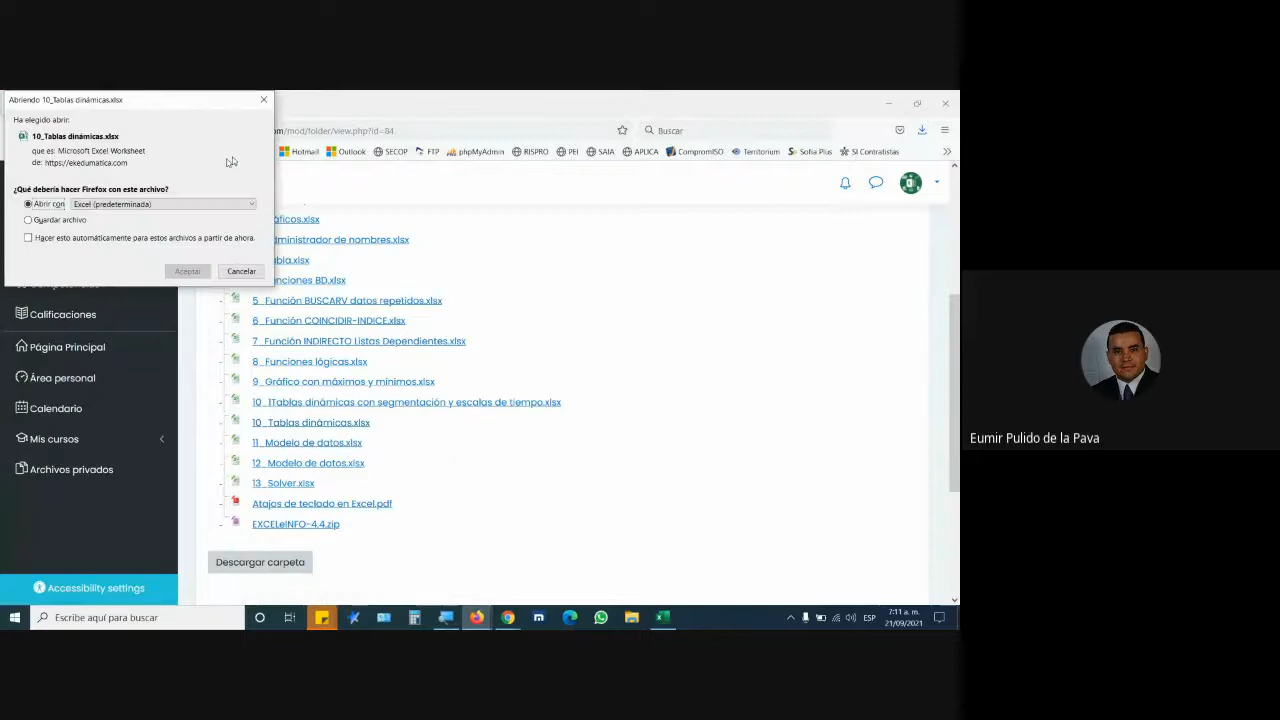 Abriendo 10_Tablas dinámicas.xlsx
Ha elegido abrir:
10_Tablas dinámicas.xlsx
que es: Microsoft Excel Worksheet
de: https://ekedumatica.com
¿Qué debería hacer Firefox con este archivo?
Abrir con
Excel (predeterminada)
Guardar archivo
Hacer esto automáticamente para estos archivos a partir de ahora.
Aceptar
Cancelar
om/mod/folder/view.php?id=84
Buscar
Hotmail
Outlook
SECOP
FTP
phpMyAdmin
RISPRO
PEI
SAIA
APLICA
CompromISO
Territorium
Sofia Plus
SI Contratistas
áficos.xlsx
dministrador de nombres.xlsx
abla.xlsx
nciones BD.xlsx
5_Función BUSCARV datos repetidos.xlsx
6_Función COINCIDIR-INDICE.xlsx
7_Función INDIRECTO Listas Dependientes.xlsx
8_Funciones lógicas.xlsx
9_Gráfico con máximos y mínimos.xlsx
10_1Tablas dinámicas con segmentación y escalas de tiempo.xlsx
10_Tablas dinámicas.xlsx
11_Modelo de datos.xlsx
12_Modelo de datos.xlsx
13_Solver.xlsx
Atajos de teclado en Excel.pdf
EXCELeINFO-4.4.zip
Descargar carpeta
Calificaciones
Página Principal
Área personal
Calendario
Mis cursos
Archivos privados
Accessibility settings
Escribe aquí para buscar
ESP
7:11 a. m.
21/09/2021
Eumir Pulido de la Pava